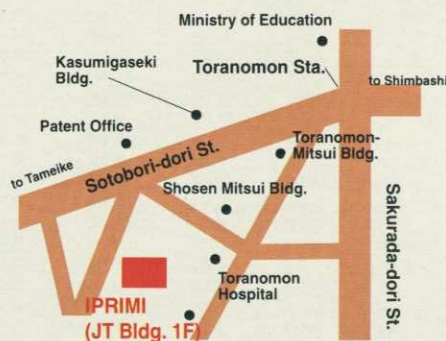 Ministry of Education
Kasumigaseki
Bldg.
Toranomon Sta.
to Shimbashi
Patent Office
Toranomon-
Mitsui Bldg.
to Tameike
Sotobori-dori St.
Shosen Mitsui Bldg.
Sakurada-dori St.
Toranomon
Hospital
IPRIMI
(JT Bldg. 1F)